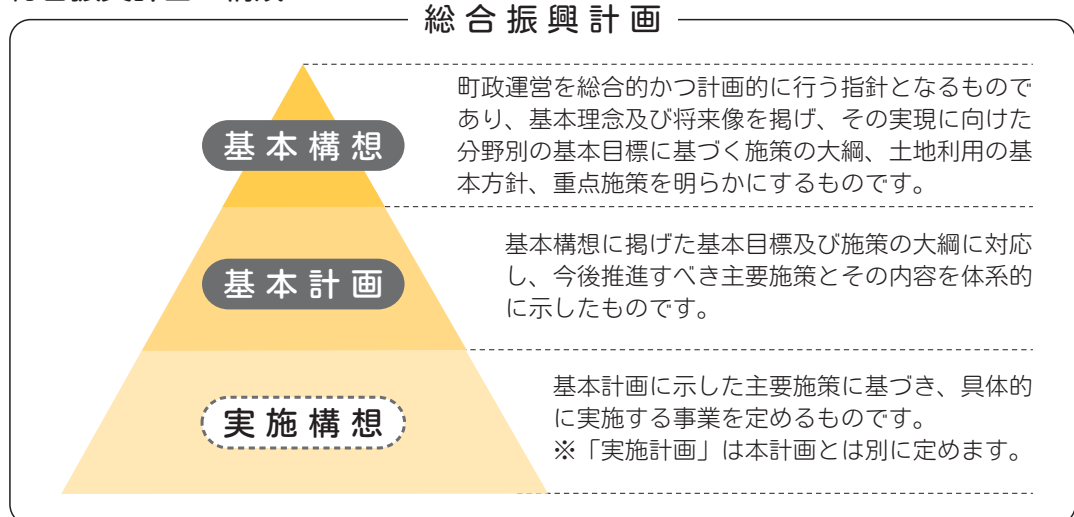 総合振興計画
基本構想
町政運営を総合的かつ計画的に行う指針となるもので
あり、基本理念及び将来像を掲げ、その実現に向けた
分野別の基本目標に基づく施策の大綱、土地利用の基
本方針、重点施策を明らかにするものです。
基本計画
基本構想に掲げた基本目標及び施策の大綱に対応
し、今後推進すべき主要施策とその内容を体系的
に示したものです。
実施構想
基本計画に示した主要施策に基づき、具体的
に実施する事業を定めるものです。
※「実施計画」は本計画とは別に定めます。